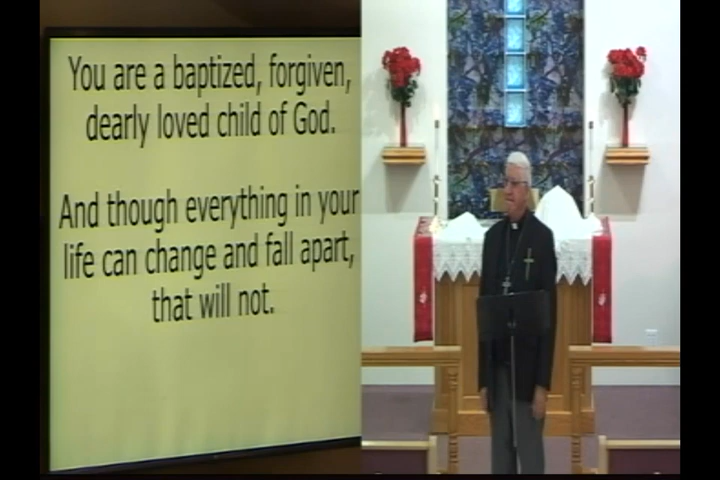 You are a baptized, forgiven,
dearly loved child of God.
And though everything in your
life can change and fall apart,
that will not.